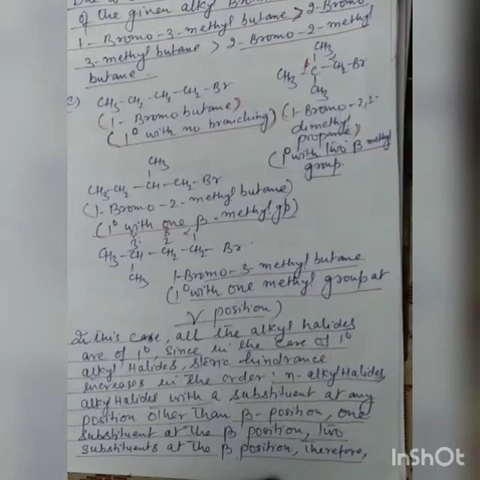 of the given alkyl Bromi
1-Bromo-3-methyl butane > 2-Bromo
3-methyl butane > 2-Bromo-2-methyl
butane.
c) CH3-CH2-CH2-CH2-Br
(1-Bromobutane)
(1° with no branching)
CH3
CH3-C-CH2-Br
CH3
(1-Bromo-2,2-
dimethyl
propane)
(1° with two β methyl
group.
CH3
CH3CH2-CH-CH2-Br
(1-Bromo-2-methyl butane)
(1° with one β-methyl gp)
CH3-CH-CH2-CH2-Br.
CH3
1-Bromo-3-methyl butane
(1° with one methyl group at
γ position)
In this case, all the alkyl halides
are of 1°, Since in the case of 1°
alkyl Halides, steric hindrance
increases in the order: n-alkyl Halides,
alkyl Halides with a substituent at any
position other than β-position, one
substituent at the β position, two
substituents at the β position, therefore,
InShOt